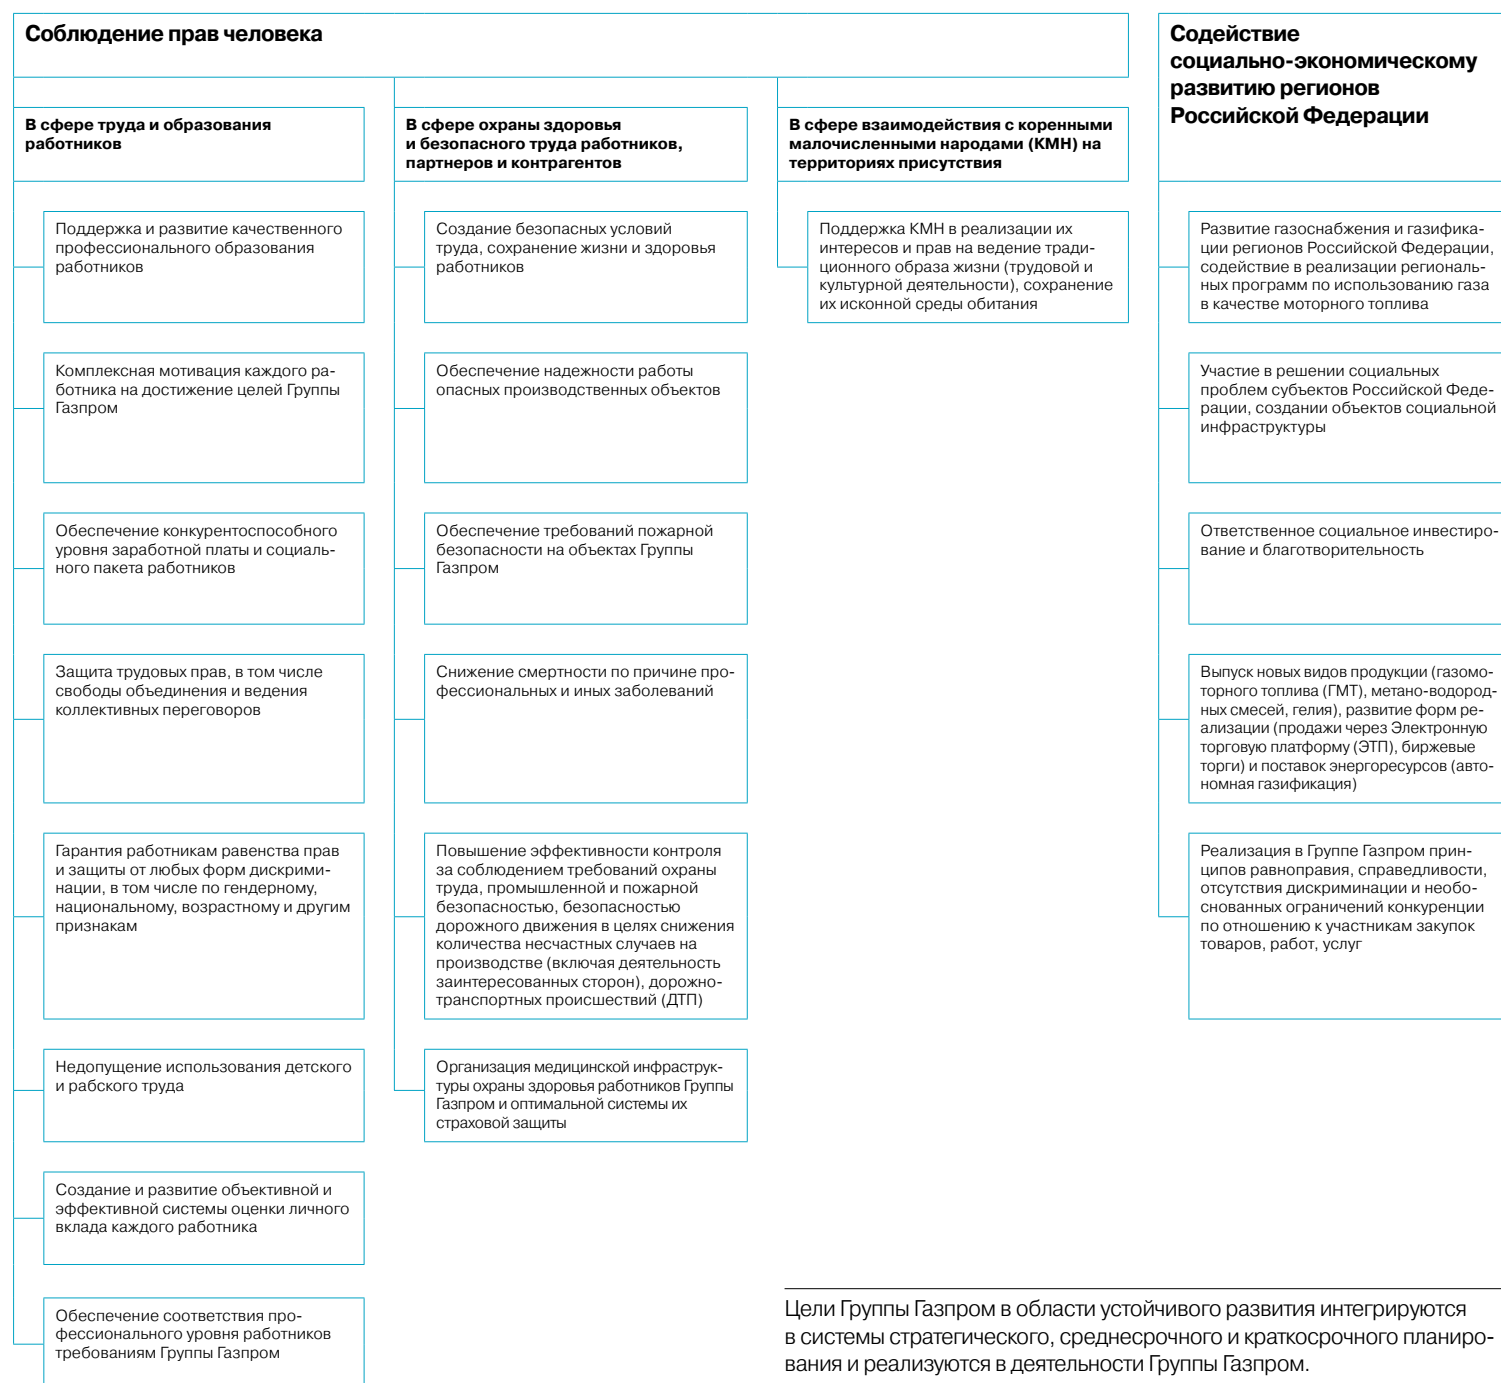 Соблюдение прав человека
В сфере труда и образования
работников
Поддержка и развитие качественного
профессионального образования
работников
Комплексная мотивация каждого ра-
ботника на достижение целей Группы
Газпром
Обеспечение конкурентоспособного
уровня заработной платы и социаль-
ного пакета работников
Защита трудовых прав, в том числе
свободы объединения и ведения
коллективных переговоров
Гарантия работникам равенства прав
и защиты от любых форм дискрими-
нации, в том числе по гендерному,
национальному, возрастному и другим
признакам
Недопущение использования детского
и рабского труда
Создание и развитие объективной и
эффективной системы оценки личного
вклада каждого работника
Обеспечение соответствия про-
фессионального уровня работников
требованиям Группы Газпром
В сфере охраны здоровья
и безопасного труда работников,
партнеров и контрагентов
Создание безопасных условий
труда, сохранение жизни и здоровья
работников
Обеспечение надежности работы
опасных производственных объектов
Обеспечение требований пожарной
безопасности на объектах Группы
Газпром
Снижение смертности по причине про-
фессиональных и иных заболеваний
Повышение эффективности контроля
за соблюдением требований охраны
труда, промышленной и пожарной
безопасностью, безопасностью
дорожного движения в целях снижения
количества несчастных случаев на
производстве (включая деятельность
заинтересованных сторон), дорожно-
транспортных происшествий (ДТП)
Организация медицинской инфраструк-
туры охраны здоровья работников Группы
Газпром и оптимальной системы их
страховой защиты
В сфере взаимодействия с коренными
малочисленными народами (КМН) на
территориях присутствия
Поддержка КМН в реализации их
интересов и прав на ведение тради-
ционного образа жизни (трудовой и
культурной деятельности), сохранение
их исконной среды обитания
Содействие
социально-экономическому
развитию регионов
Российской Федерации
Развитие газоснабжения и газифика-
ции регионов Российской Федерации,
содействие в реализации региональ-
ных программ по использованию газа
в качестве моторного топлива
Участие в решении социальных
проблем субъектов Российской Феде-
рации, создании объектов социальной
инфраструктуры
Ответственное социальное инвестиро-
вание и благотворительность
Выпуск новых видов продукции (газомо-
торного топлива (ГМТ), метано-водород-
ных смесей, гелия), развитие форм ре-
ализации (продажи через Электронную
торговую платформу (ЭТП), биржевые
торги) и поставок энергоресурсов (авто-
номная газификация)
Реализация в Группе Газпром прин-
ципов равноправия, справедливости,
отсутствия дискриминации и необо-
снованных ограничений конкуренции
по отношению к участникам закупок
товаров, работ, услуг
Цели Группы Газпром в области устойчивого развития интегрируются
в системы стратегического, среднесрочного и краткосрочного планиро-
вания и реализуются в деятельности Группы Газпром.